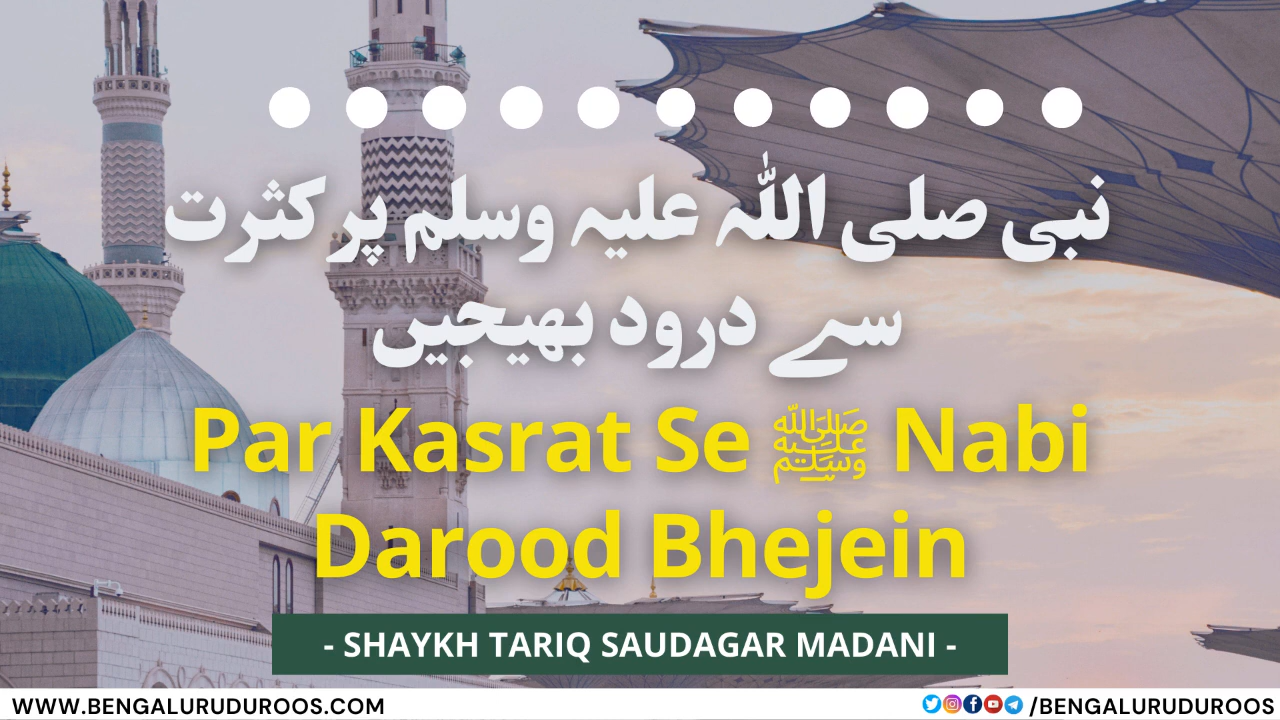 نبی صلی اللہ علیہ وسلم پر کثرت
سے درود بھیجیں
Par Kasrat Se ﷺ Nabi
Darood Bhejein
- SHAYKH TARIQ SAUDAGAR MADANI -
WWW.BENGALURUDUROOS.COM
/BENGALURUDUROOS